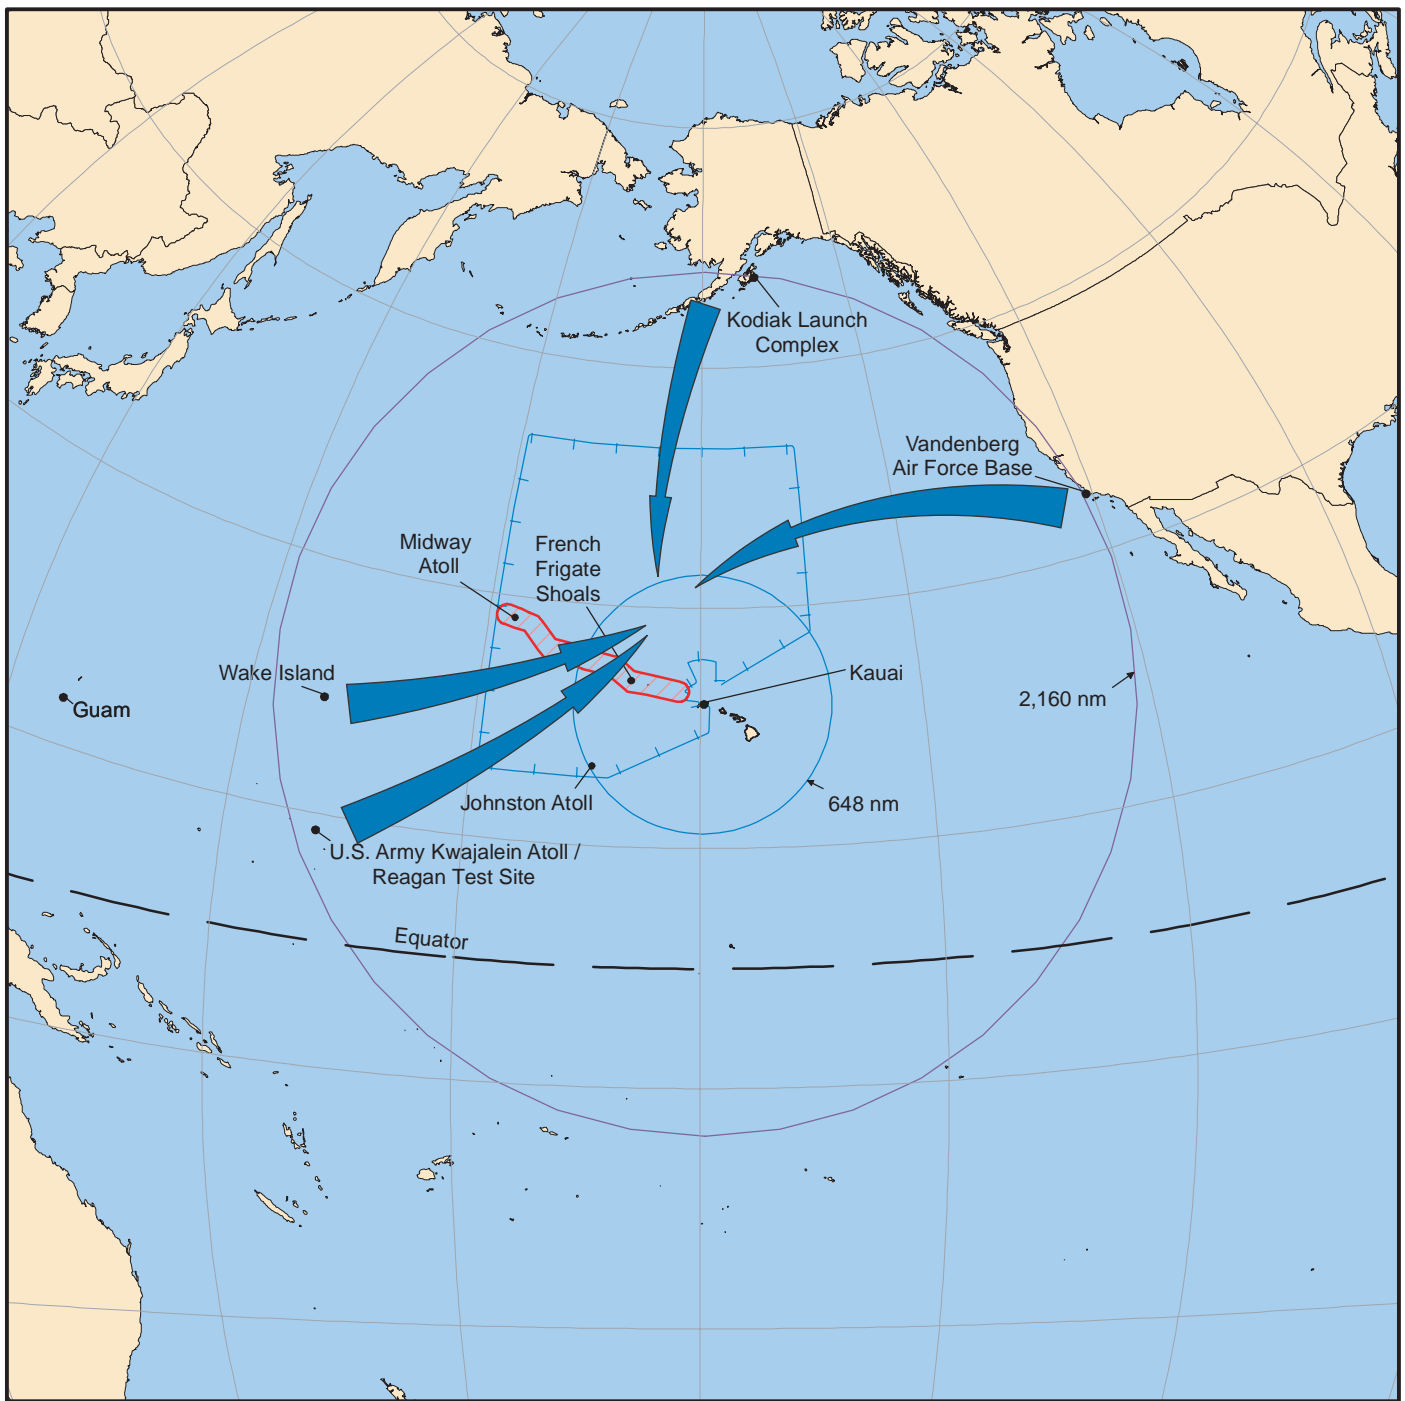 Kodiak Launch
Complex
Vandenberg
Air Force Base
Midway
Atoll
French
Frigate
Shoals
Wake Island
Guam
Kauai
2,160 nm
Johnston Atoll
648 nm
U.S. Army Kwajalein Atoll /
Reagan Test Site
Equator